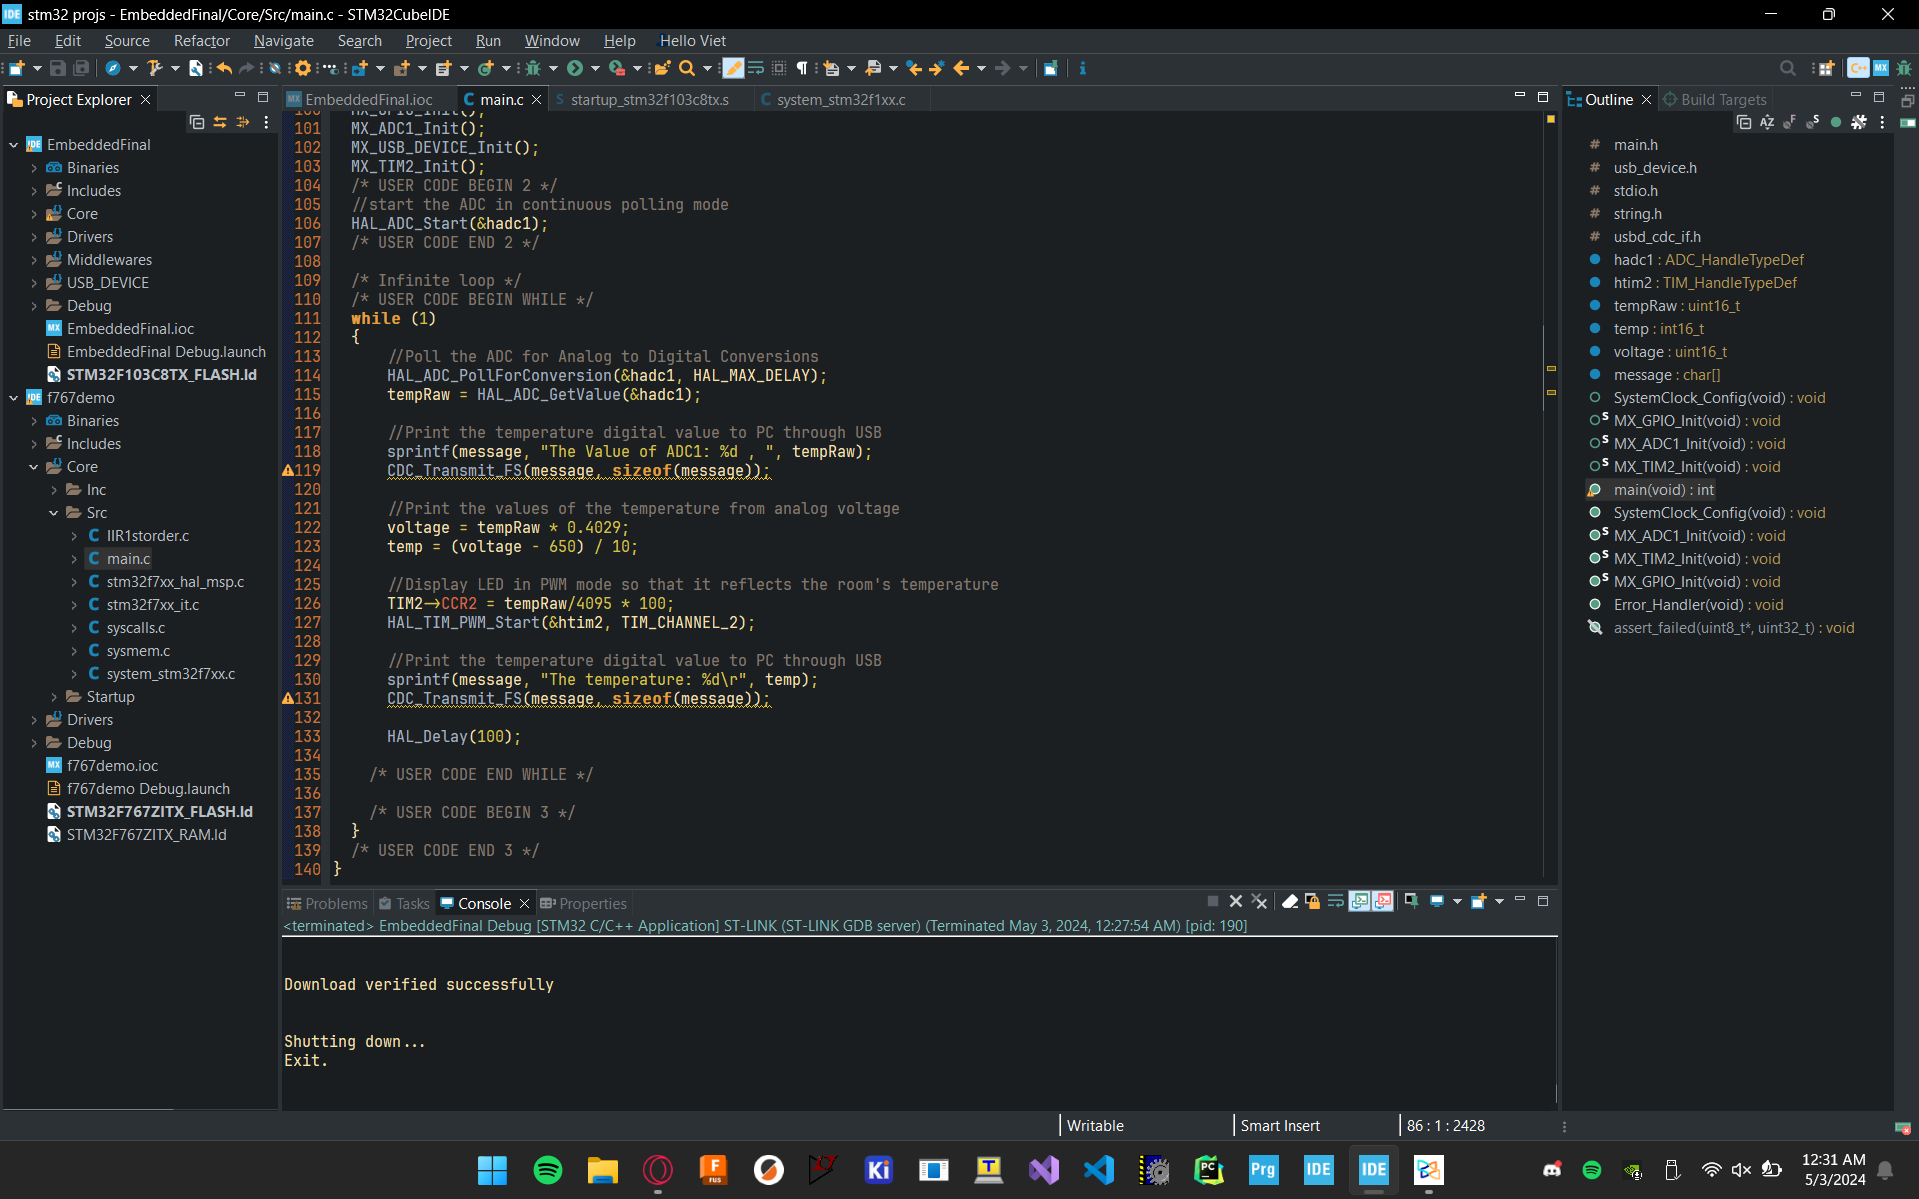 IDE stm32 projs - EmbeddedFinal/Core/Src/main.c - STM32CubeIDE
File Edit Source Refactor Navigate Search Project Run Window Help Hello Viet
Project Explorer
EmbeddedFinal
Binaries
Includes
Core
Drivers
Middlewares
USB_DEVICE
Debug
EmbeddedFinal.ioc
EmbeddedFinal Debug.launch
STM32F103C8TX_FLASH.ld
f767demo
Binaries
Includes
Core
Inc
Src
IIR1storder.c
main.c
stm32f7xx_hal_msp.c
stm32f7xx_it.c
syscalls.c
sysmem.c
system_stm32f7xx.c
Startup
Drivers
Debug
f767demo.ioc
f767demo Debug.launch
STM32F767ZITX_FLASH.ld
STM32F767ZITX_RAM.ld
EmbeddedFinal.ioc main.c startup_stm32f103c8tx.s system_stm32f1xx.c
100 MX_GPIO_Init();
101 MX_ADC1_Init();
102 MX_USB_DEVICE_Init();
103 MX_TIM2_Init();
104 /* USER CODE BEGIN 2 */
105 //start the ADC in continuous polling mode
106 HAL_ADC_Start(&hadc1);
107 /* USER CODE END 2 */
108
109 /* Infinite loop */
110 /* USER CODE BEGIN WHILE */
111 while (1)
112 {
113 //Poll the ADC for Analog to Digital Conversions
114 HAL_ADC_PollForConversion(&hadc1, HAL_MAX_DELAY);
115 tempRaw = HAL_ADC_GetValue(&hadc1);
116
117 //Print the temperature digital value to PC through USB
118 sprintf(message, "The Value of ADC1: %d , ", tempRaw);
119 CDC_Transmit_FS(message, sizeof(message));
120
121 //Print the values of the temperature from analog voltage
122 voltage = tempRaw * 0.4029;
123 temp = (voltage - 650) / 10;
124
125 //Display LED in PWM mode so that it reflects the room's temperature
126 TIM2->CCR2 = tempRaw/4095 * 100;
127 HAL_TIM_PWM_Start(&htim2, TIM_CHANNEL_2);
128
129 //Print the temperature digital value to PC through USB
130 sprintf(message, "The temperature: %d\r", temp);
131 CDC_Transmit_FS(message, sizeof(message));
132
133 HAL_Delay(100);
134
135 /* USER CODE END WHILE */
136
137 /* USER CODE BEGIN 3 */
138 }
139 /* USER CODE END 3 */
140 }
Outline Build Targets
main.h
usb_device.h
stdio.h
string.h
usbd_cdc_if.h
hadc1 : ADC_HandleTypeDef
htim2 : TIM_HandleTypeDef
tempRaw : uint16_t
temp : int16_t
voltage : uint16_t
message : char[]
SystemClock_Config(void) : void
MX_GPIO_Init(void) : void
MX_ADC1_Init(void) : void
MX_TIM2_Init(void) : void
main(void) : int
SystemClock_Config(void) : void
MX_ADC1_Init(void) : void
MX_TIM2_Init(void) : void
MX_GPIO_Init(void) : void
Error_Handler(void) : void
assert_failed(uint8_t*, uint32_t) : void
Problems Tasks Console Properties
<terminated> EmbeddedFinal Debug [STM32 C/C++ Application] ST-LINK (ST-LINK GDB server) (Terminated May 3, 2024, 12:27:54 AM) [pid: 190]
Download verified successfully
Shutting down...
Exit.
Writable Smart Insert 86 : 1 : 2428
F FUS Ki T PC Prg IDE IDE
12:31 AM
5/3/2024